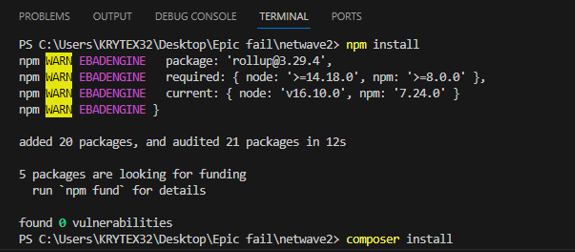 PROBLEMS OUTPUT DEBUG CONSOLE TERMINAL PORTS
PS C:\Users\KRYTEX32\Desktop\Epic fail\netwave2> npm install
npm WARN EBADENGINE   package: 'rollup@3.29.4',
npm WARN EBADENGINE   required: { node: '>=14.18.0', npm: '>=8.0.0' },
npm WARN EBADENGINE   current: { node: 'v16.10.0', npm: '7.24.0' }
npm WARN EBADENGINE }
added 20 packages, and audited 21 packages in 12s
5 packages are looking for funding
  run `npm fund` for details
found 0 vulnerabilities
PS C:\Users\KRYTEX32\Desktop\Epic fail\netwave2> composer install